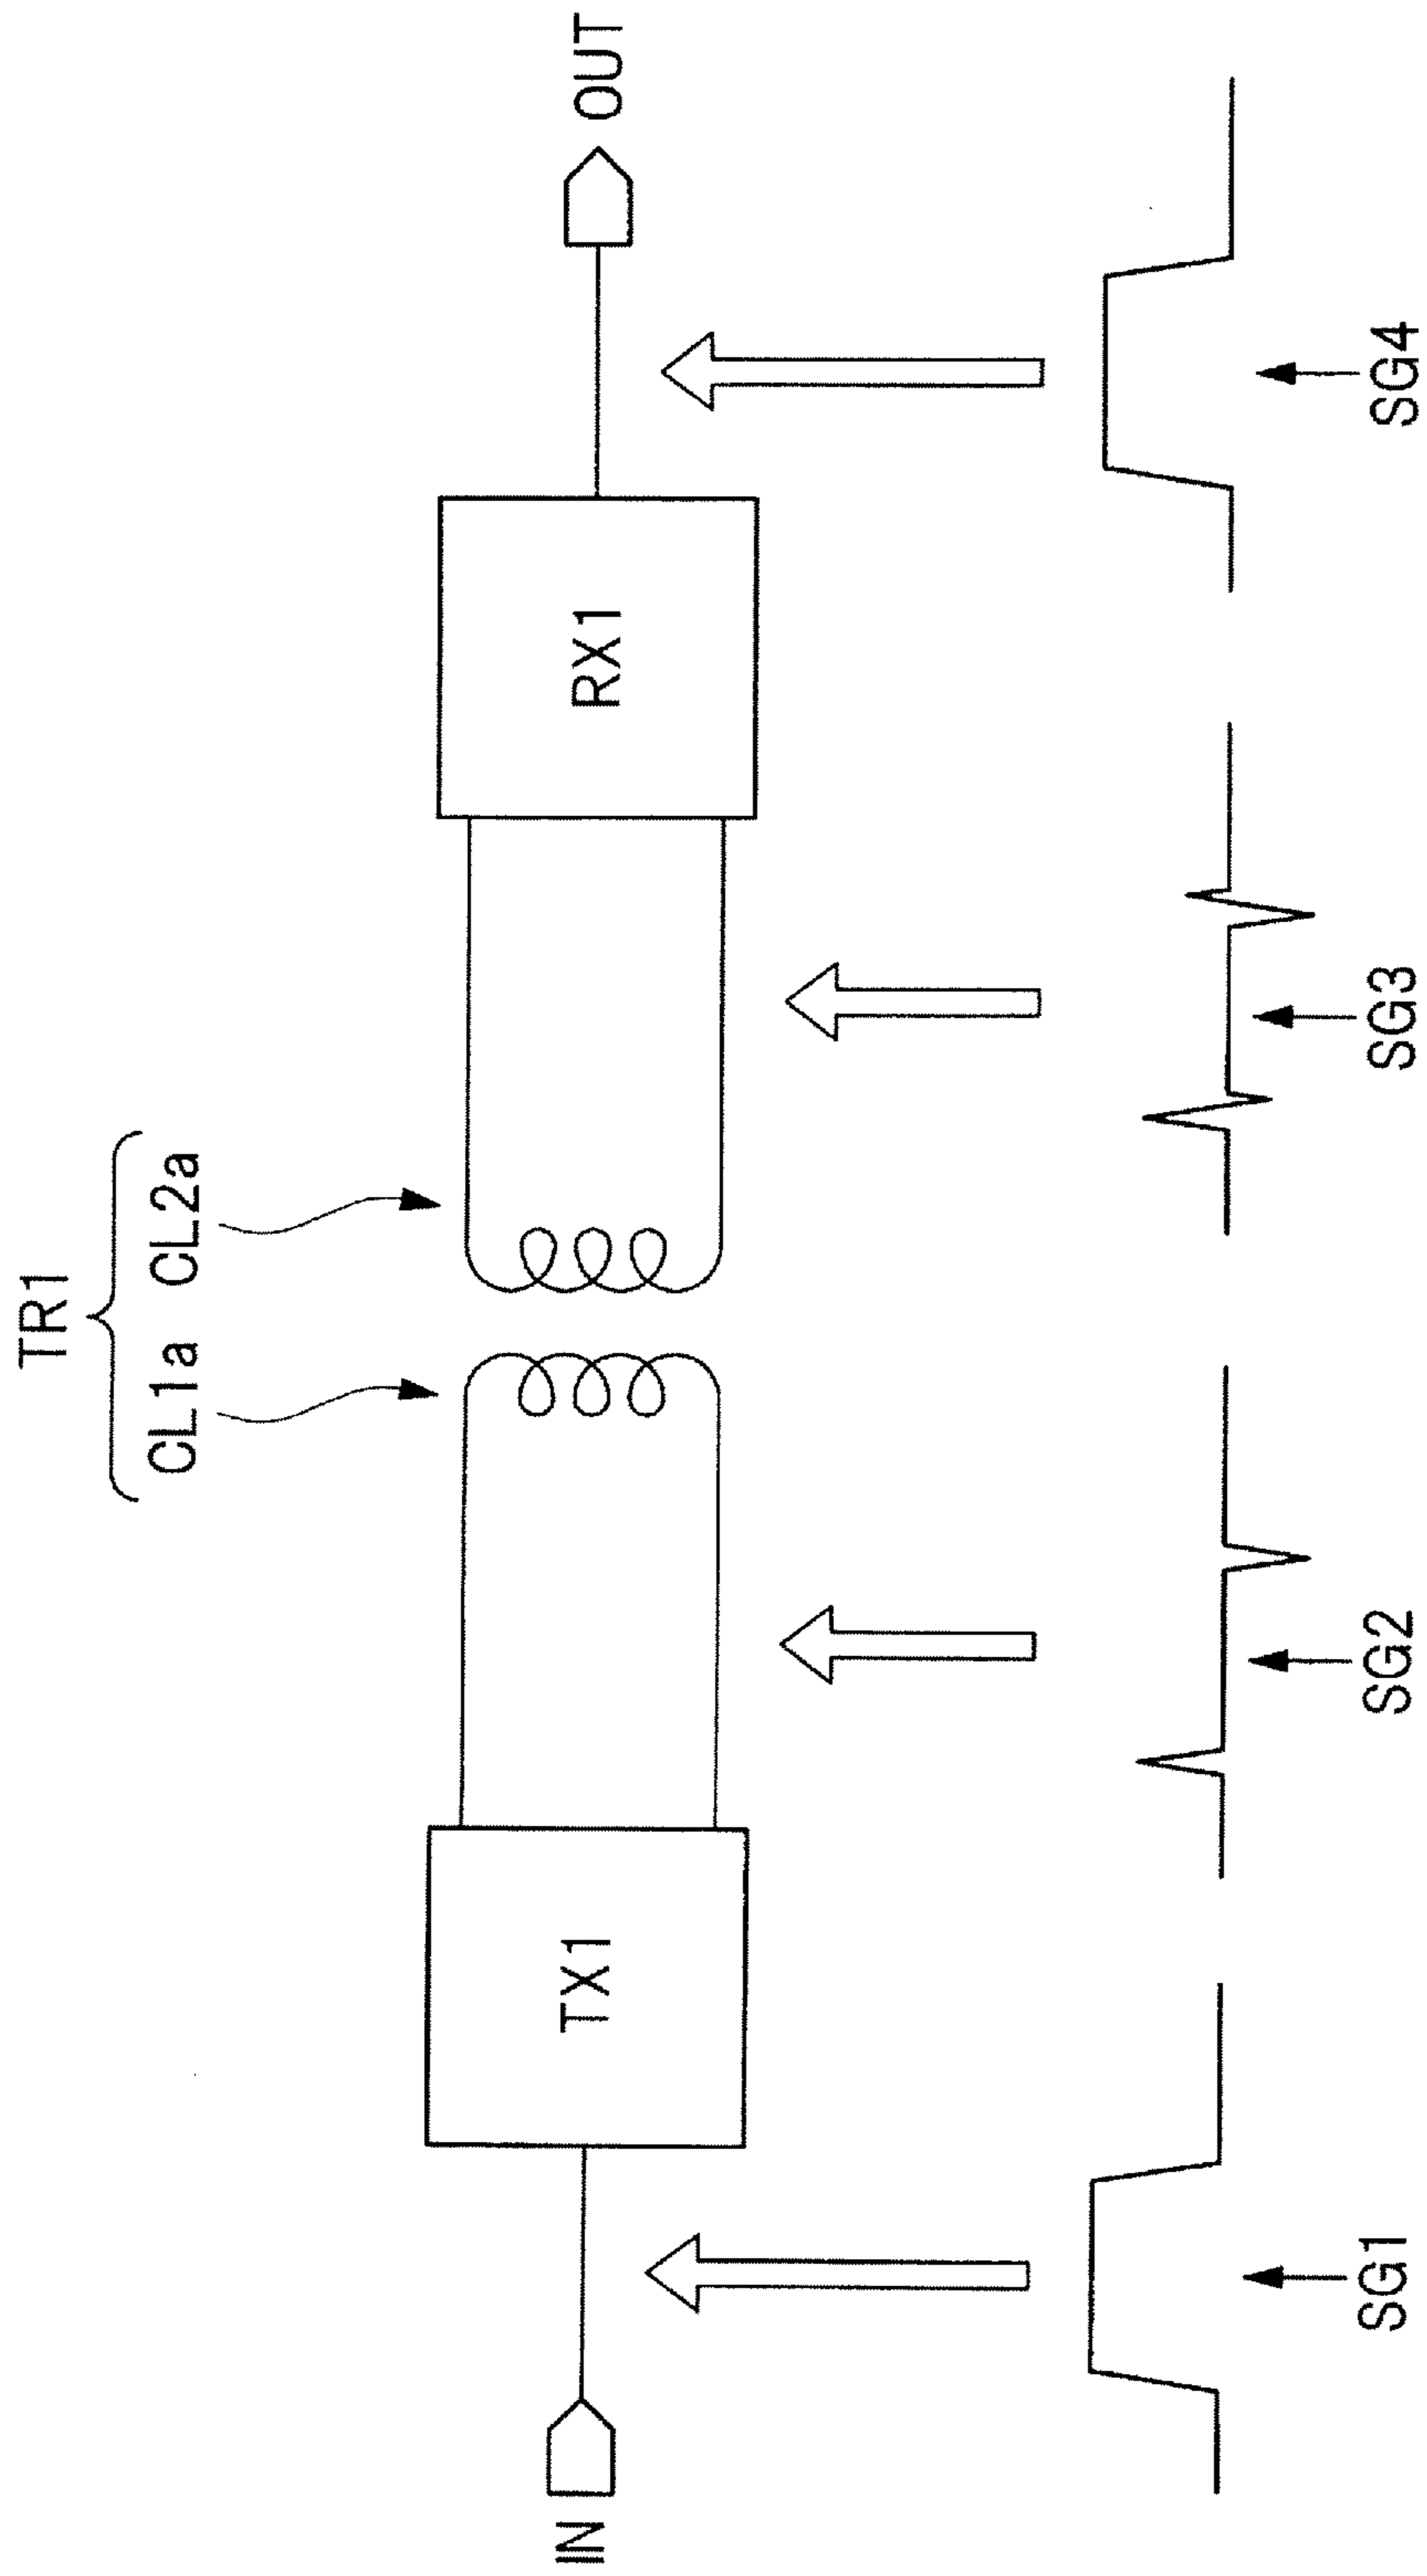 TR1
CL1a CL2a
IN
TX1
RX1
OUT
SG1
SG2
SG3
SG4